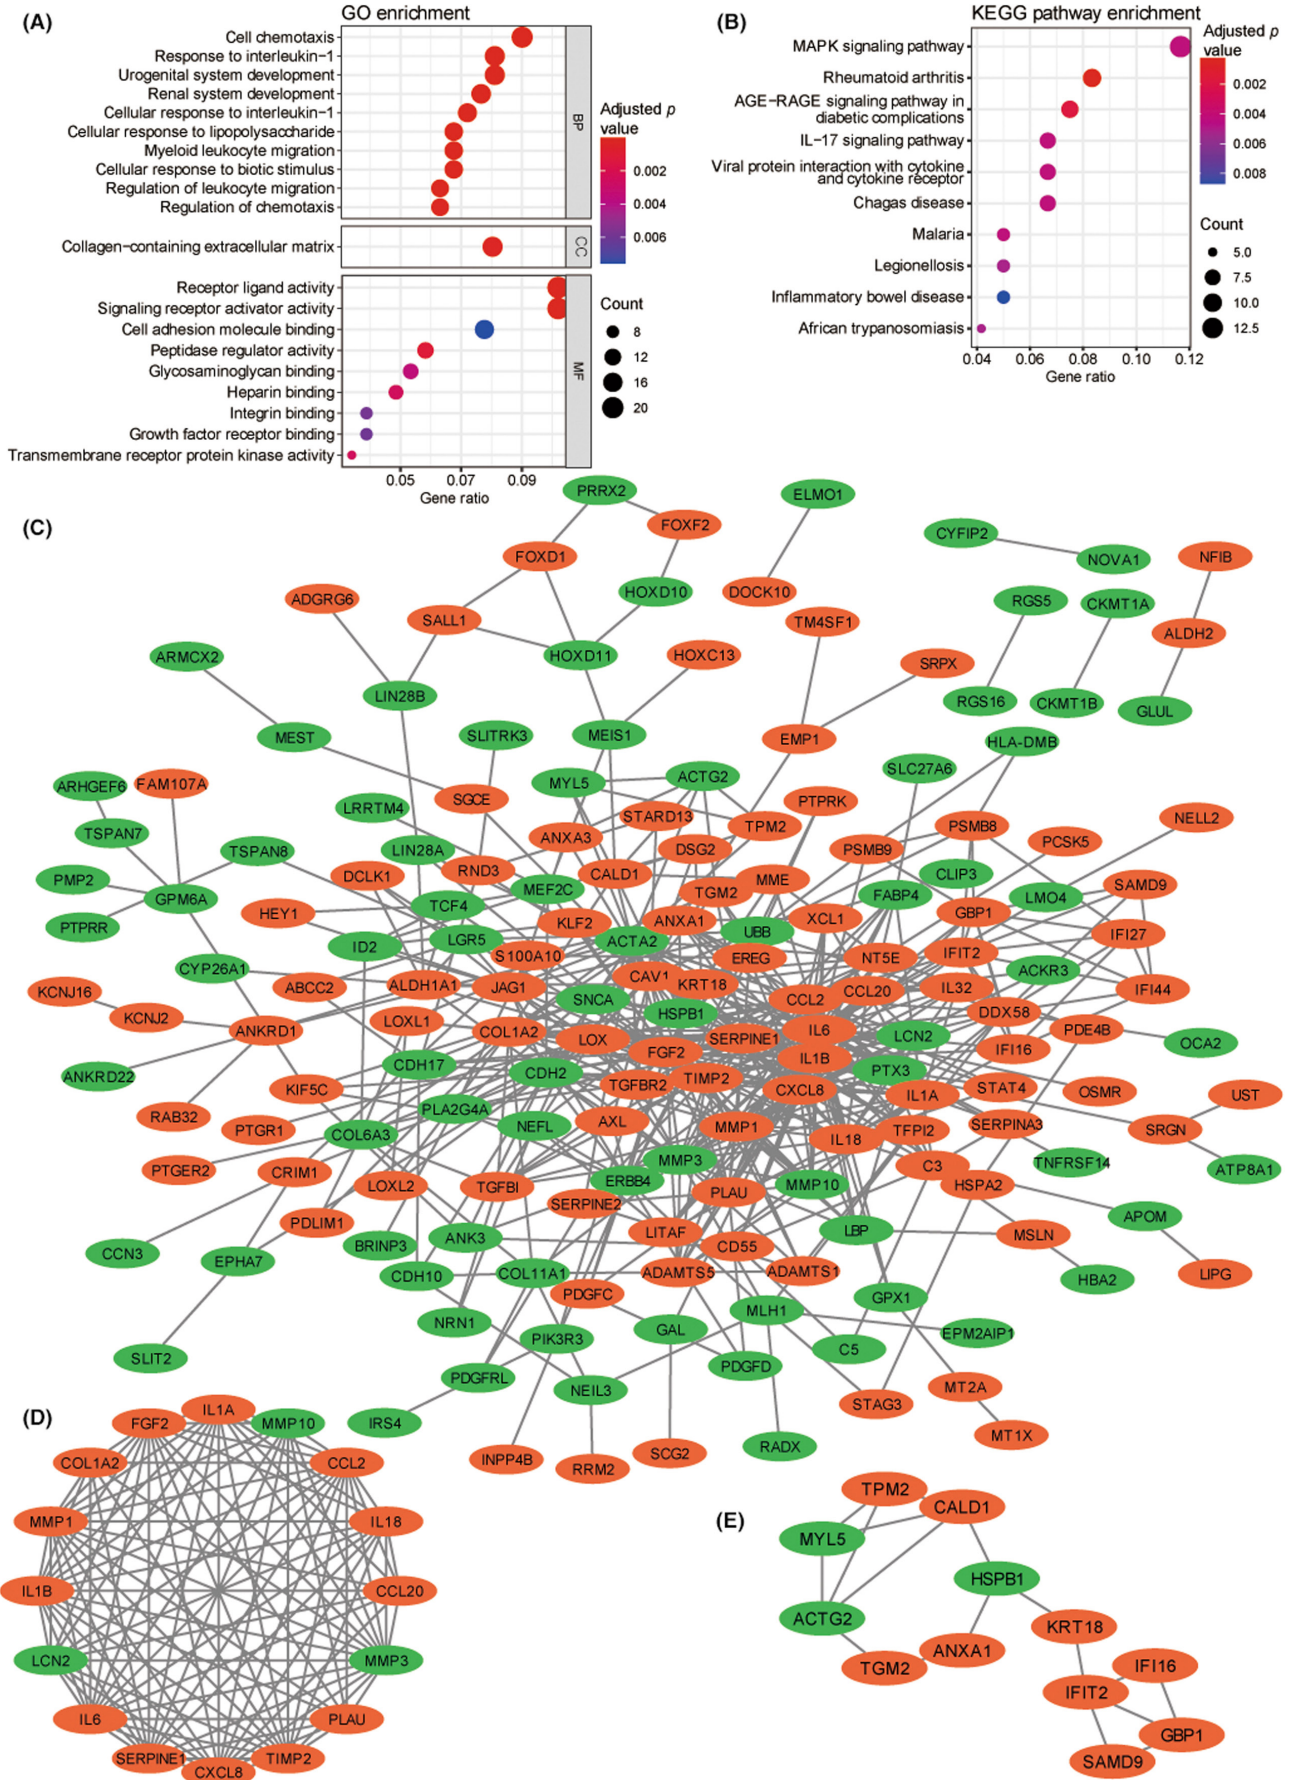 (A)
GO enrichment
Cell chemotaxis
Response to interleukin−1
Urogenital system development
Renal system development
Cellular response to interleukin−1
Cellular response to lipopolysaccharide
Myeloid leukocyte migration
Cellular response to biotic stimulus
Regulation of leukocyte migration
Regulation of chemotaxis
BP
Collagen−containing extracellular matrix
CC
Receptor ligand activity
Signaling receptor activator activity
Cell adhesion molecule binding
Peptidase regulator activity
Glycosaminoglycan binding
Heparin binding
Integrin binding
Growth factor receptor binding
Transmembrane receptor protein kinase activity
MF
0.05 0.07 0.09
Gene ratio
Adjusted p
value
0.002
0.004
0.006
Count
8
12
16
20
(B)
KEGG pathway enrichment
MAPK signaling pathway
Rheumatoid arthritis
AGE−RAGE signaling pathway in
diabetic complications
IL−17 signaling pathway
Viral protein interaction with cytokine
and cytokine receptor
Chagas disease
Malaria
Legionellosis
Inflammatory bowel disease
African trypanosomiasis
0.04 0.06 0.08 0.10 0.12
Gene ratio
Adjusted p
value
0.002
0.004
0.006
0.008
Count
5.0
7.5
10.0
12.5
(C)
PRRX2
ELMO1
FOXF2
CYFIP2
FOXD1
NOVA1
NFIB
ADGRG6
HOXD10
DOCK10
RGS5
CKMT1A
SALL1
TM4SF1
ALDH2
ARMCX2
HOXD11
HOXC13
SRPX
LIN28B
RGS16
CKMT1B
GLUL
MEST
SLITRK3
MEIS1
EMP1
HLA-DMB
ARHGEF6
FAM107A
MYL5
ACTG2
SLC27A6
LRRTM4
SGCE
STARD13
PTPRK
TSPAN7
ANXA3
TPM2
PSMB8
NELL2
TSPAN8
LIN28A
DSG2
PSMB9
PCSK5
PMP2
DCLK1
RND3
CALD1
MME
CLIP3
GPM6A
MEF2C
TGM2
FABP4
LMO4
SAMD9
PTPRR
HEY1
TCF4
KLF2
ANXA1
XCL1
GBP1
ID2
LGR5
ACTA2
UBB
IFI27
CYP26A1
S100A10
EREG
NT5E
IFIT2
ACKR3
KCNJ16
ABCC2
ALDH1A1
JAG1
CAV1
KRT18
CCL2
CCL20
IL32
IFI44
KCNJ2
LOXL1
SNCA
HSPB1
DDX58
ANKRD1
COL1A2
LOX
SERPINE1
IL6
LCN2
PDE4B
OCA2
ANKRD22
CDH17
CDH2
FGF2
IL1B
IFI16
PTX3
KIF5C
TGFBR2
TIMP2
CXCL8
IL1A
STAT4
OSMR
UST
RAB32
PLA2G4A
PTGR1
COL6A3
NEFL
AXL
MMP1
IL18
TFPI2
SERPINA3
SRGN
PTGER2
CRIM1
MMP3
C3
TNFRSF14
ATP8A1
LOXL2
TGFBI
ERBB4
PLAU
MMP10
HSPA2
SERPINE2
APOM
PDLIM1
LITAF
LBP
MSLN
CCN3
BRINP3
ANK3
CD55
EPHA7
CDH10
COL11A1
ADAMTS5
ADAMTS1
HBA2
LIPG
PDGFC
GPX1
MLH1
NRN1
GAL
EPM2AIP1
PIK3R3
C5
SLIT2
PDGFRL
PDGFD
NEIL3
MT2A
STAG3
IRS4
RADX
MT1X
INPP4B
RRM2
SCG2
(D)
IL1A
FGF2
MMP10
COL1A2
CCL2
MMP1
IL18
IL1B
CCL20
LCN2
MMP3
IL6
PLAU
SERPINE1
TIMP2
CXCL8
(E)
TPM2
CALD1
MYL5
HSPB1
ACTG2
KRT18
ANXA1
TGM2
IFI16
IFIT2
GBP1
SAMD9